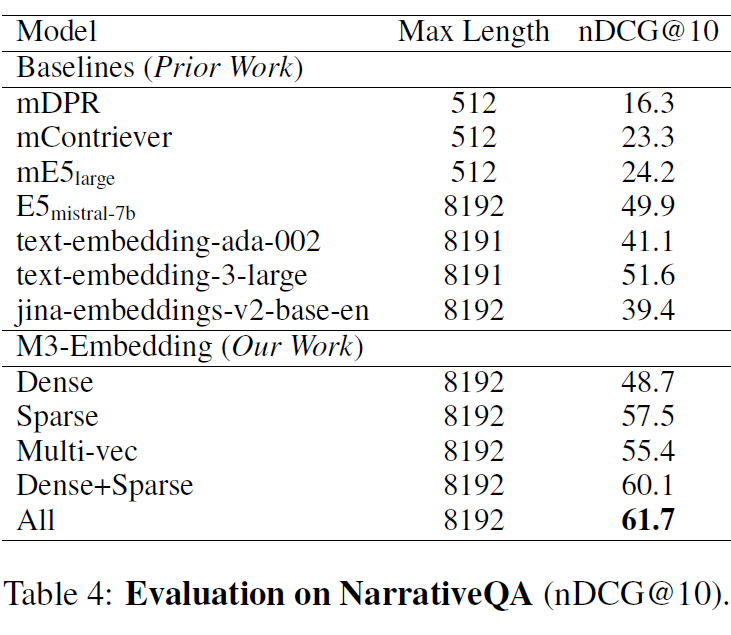 Model Max Length nDCG@10
Baselines (Prior Work)
mDPR 512 16.3
mContriever 512 23.3
mE5large 512 24.2
E5mistral-7b 8192 49.9
text-embedding-ada-002 8191 41.1
text-embedding-3-large 8191 51.6
jina-embeddings-v2-base-en 8192 39.4
M3-Embedding (Our Work)
Dense 8192 48.7
Sparse 8192 57.5
Multi-vec 8192 55.4
Dense+Sparse 8192 60.1
All 8192 61.7
Table 4: Evaluation on NarrativeQA (nDCG@10).